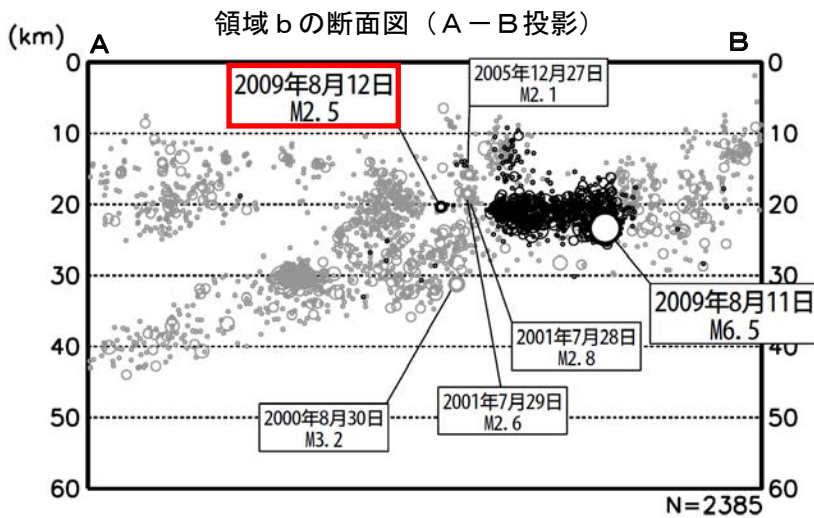 領域ｂの断面図（Ａ－Ｂ投影）
(km)
A
B
0
0
2009年8月12日
M2.5
2005年12月27日
M2.1
10
10
20
20
30
30
2009年8月11日
M6.5
2001年7月28日
M2.8
40
40
2001年7月29日
M2.6
2000年8月30日
M3.2
50
50
60
60
N=2385